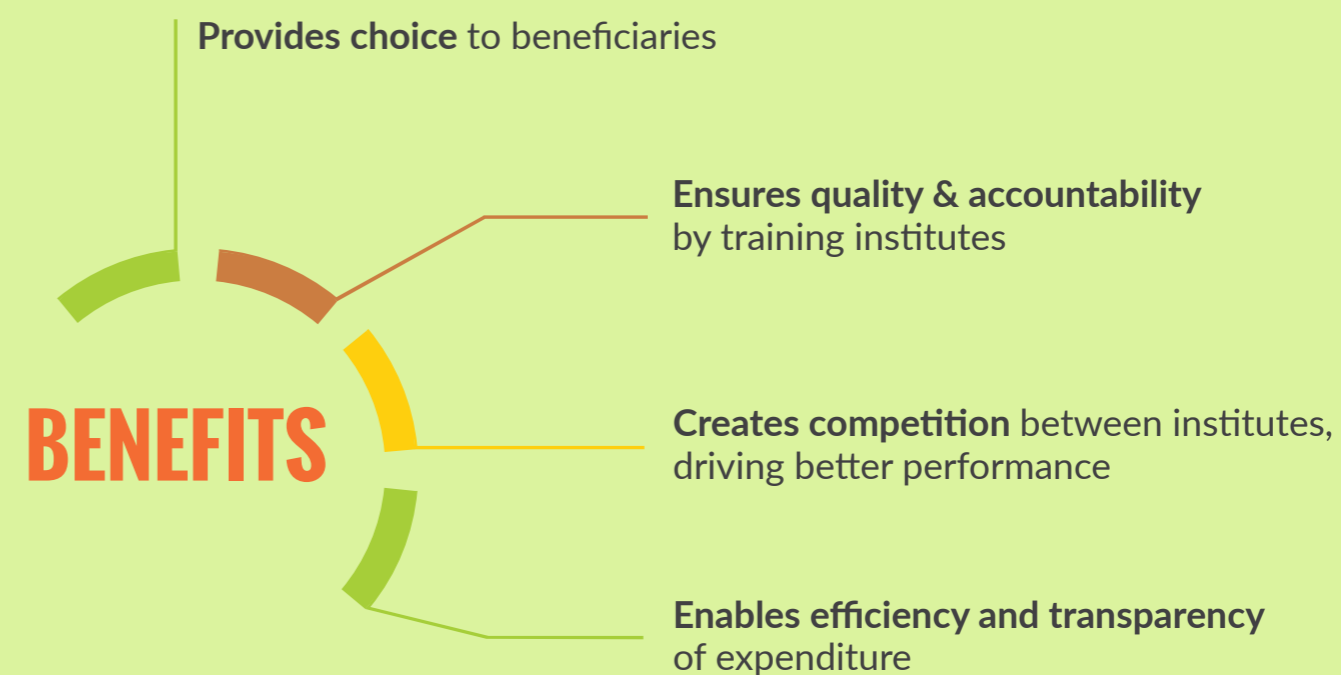 Provides choice to beneficiaries
Ensures quality & accountability
by training institutes
BENEFITS
Creates competition between institutes,
driving better performance
Enables efficiency and transparency
of expenditure